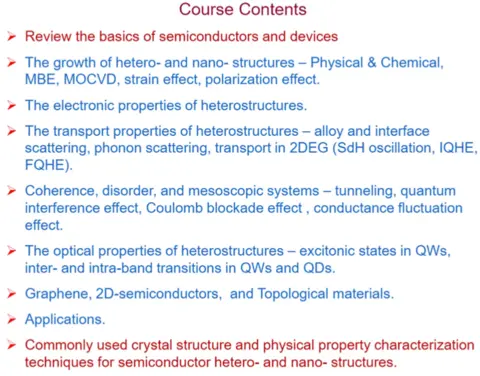 Course Contents
➢ Review the basics of semiconductors and devices
➢ The growth of hetero- and nano- structures – Physical & Chemical,
MBE, MOCVD, strain effect, polarization effect.
➢ The electronic properties of heterostructures.
➢ The transport properties of heterostructures – alloy and interface
scattering, phonon scattering, transport in 2DEG (SdH oscillation, IQHE,
FQHE).
➢ Coherence, disorder, and mesoscopic systems – tunneling, quantum
interference effect, Coulomb blockade effect , conductance fluctuation
effect.
➢ The optical properties of heterostructures – excitonic states in QWs,
inter- and intra-band transitions in QWs and QDs.
➢ Graphene, 2D-semiconductors, and Topological materials.
➢ Applications.
➢ Commonly used crystal structure and physical property characterization
techniques for semiconductor hetero- and nano- structures.